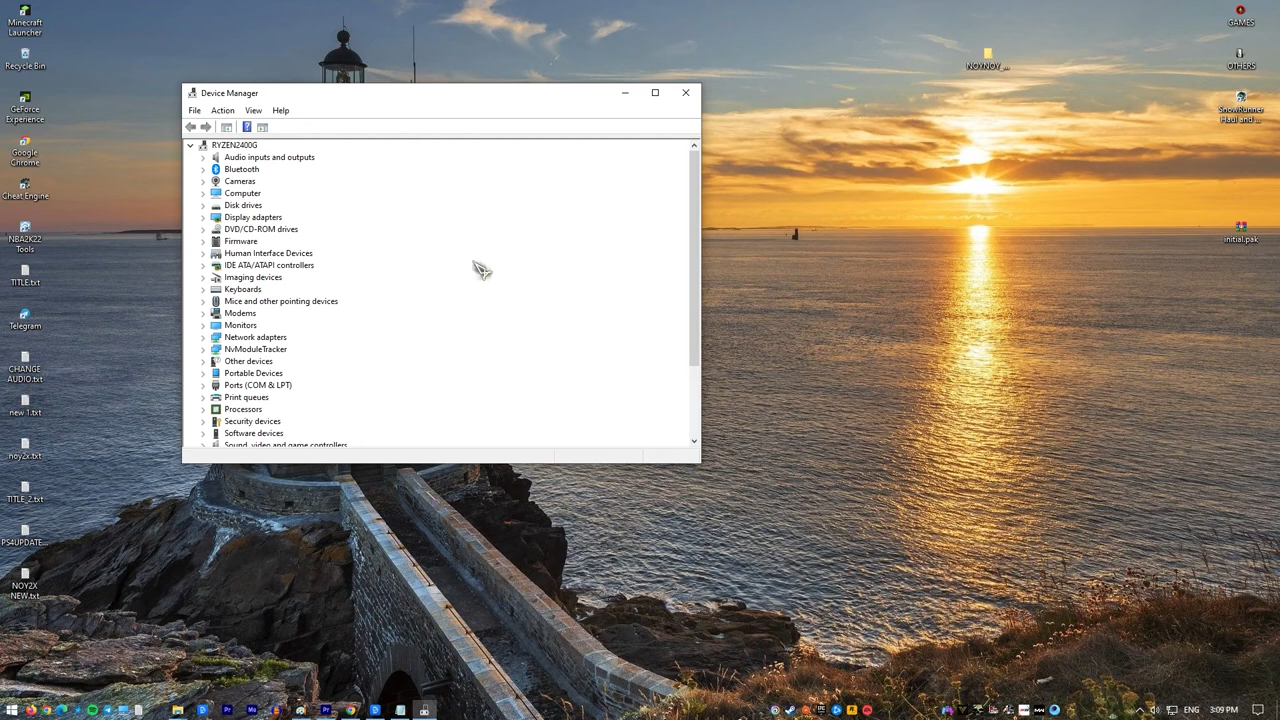 Minecraft
Launcher
Recycle Bin
GeForce
Experience
Google
Chrome
Cheat Engine
NBA2K22
Tools
TITLE.txt
Telegram
CHANGE
AUDIO.txt
new 1.txt
noy2x.txt
TITLE_2.txt
PS4UPDATE...
NOY2X
NEW.txt
Device Manager
File Action View Help
RYZEN2400G
Audio inputs and outputs
Bluetooth
Cameras
Computer
Disk drives
Display adapters
DVD/CD-ROM drives
Firmware
Human Interface Devices
IDE ATA/ATAPI controllers
Imaging devices
Keyboards
Mice and other pointing devices
Modems
Monitors
Network adapters
NvModuleTracker
Other devices
Portable Devices
Ports (COM & LPT)
Print queues
Processors
Security devices
Software devices
Sound, video and game controllers
NOYNOY_...
GAMES
OTHERS
SnowRunner
Haul and ...
initial.pak
ENG 3:09 PM